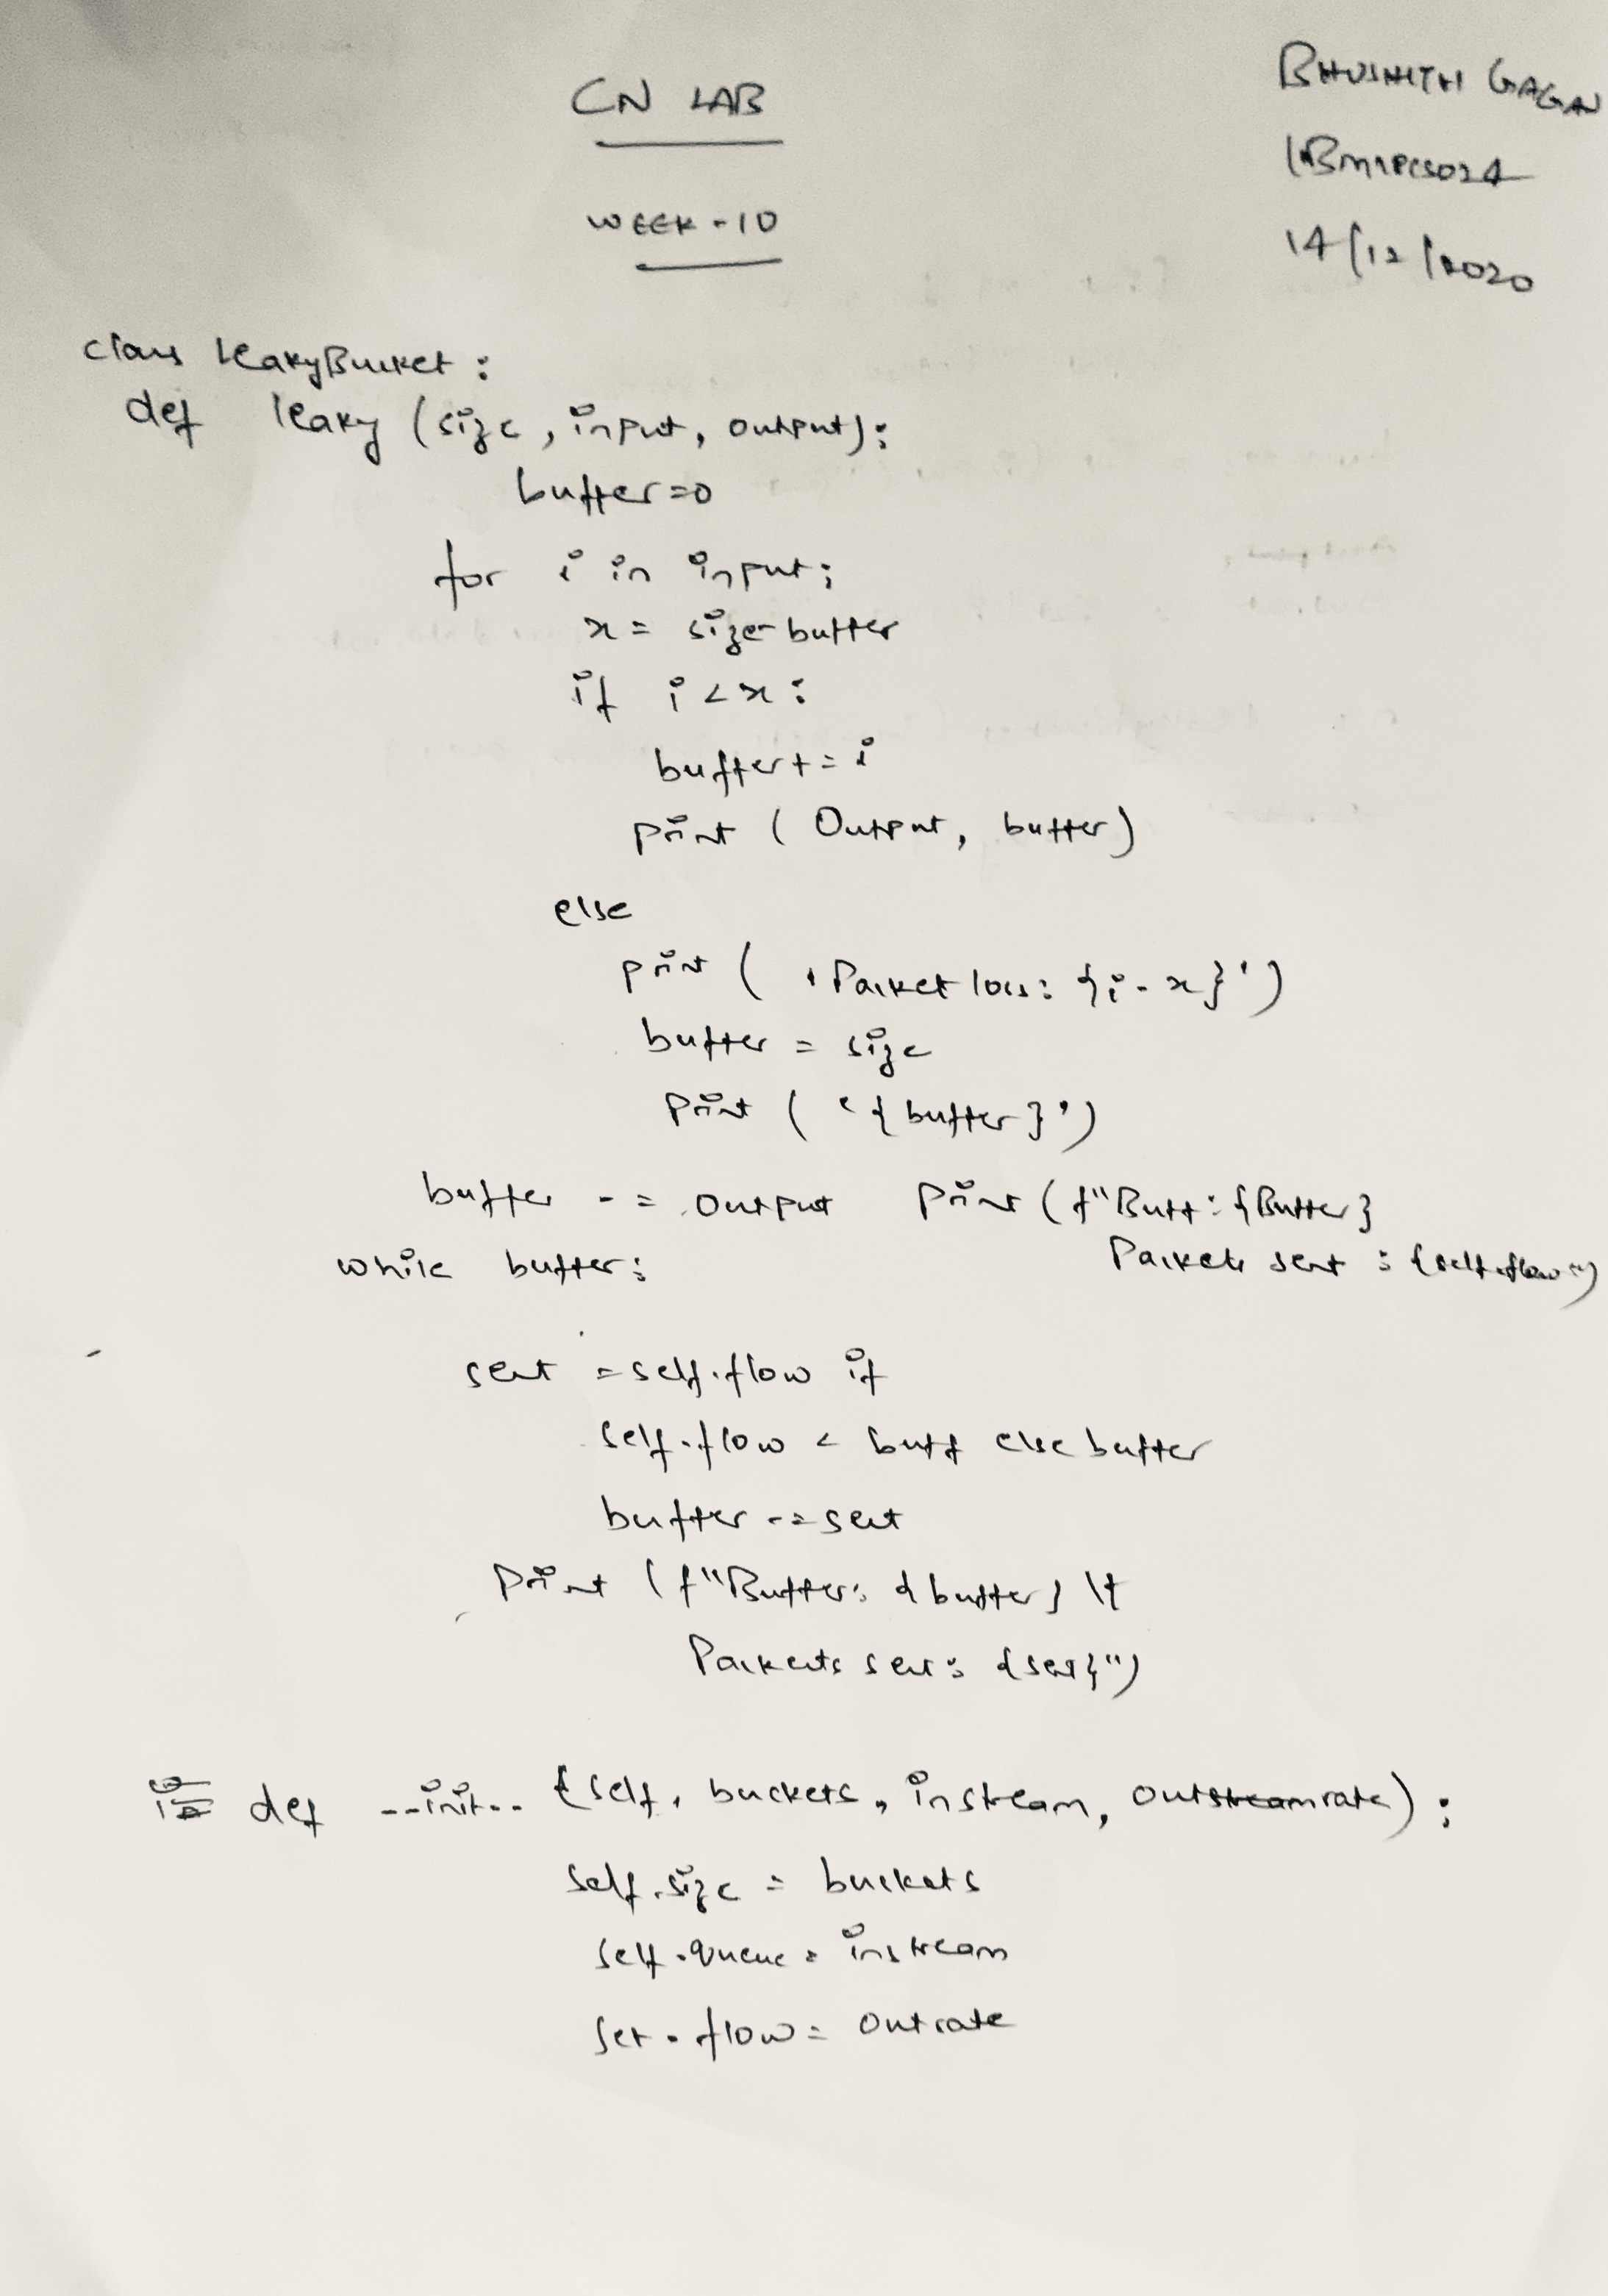 CN LAB
WEEK-10
BHUSHITH GAGAN
14/12/2020
class LeakyBucket:
def leaky (size, input, output):
buffer=0
for i in input:
x = size-buffer
if i < x:
buffer+=i
print ( Output, buffer)
else
print ( 'Packet loss: {i-x}')
buffer = size
print ( '{buffer}')
buffer -= output print (f"Buff: {Buffer}
while buffer: Packets sent : {self.flow")
sent = self.flow if
self.flow < buff else buffer
buffer -= sent
print (f"Buffer: {buffer} \t
Packets sent: {sent}")
def __init__ (self, buckets, instream, outrate):
self.size = buckets
self.queue = instream
set.flow = outrate